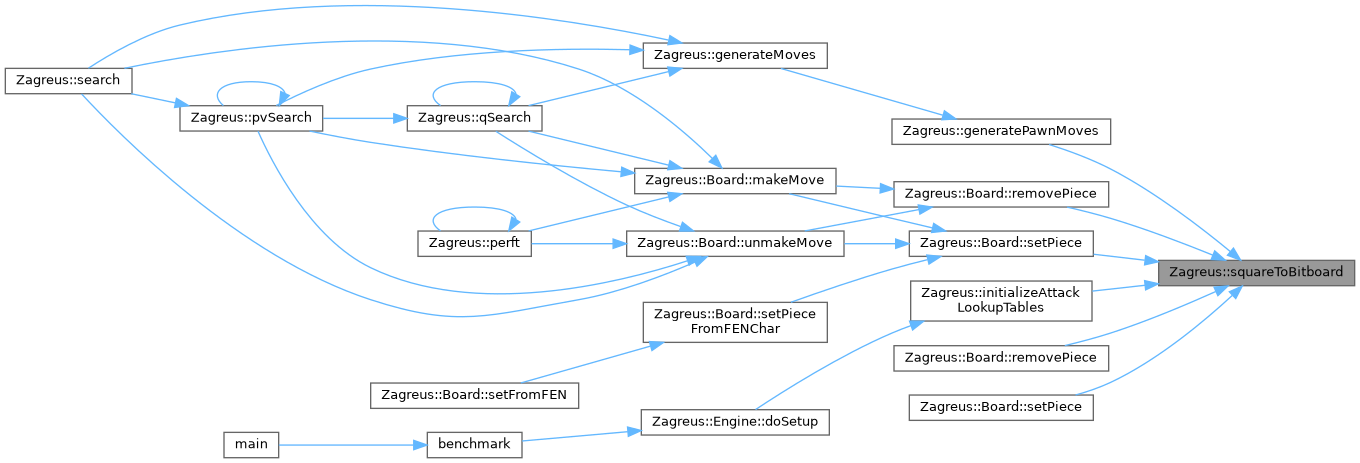 Zagreus::generateMoves
Zagreus::search
Zagreus::pvSearch
Zagreus::qSearch
Zagreus::generatePawnMoves
Zagreus::Board::makeMove
Zagreus::Board::removePiece
Zagreus::perft
Zagreus::Board::unmakeMove
Zagreus::Board::setPiece
Zagreus::squareToBitboard
Zagreus::initializeAttack
LookupTables
Zagreus::Board::setPiece
FromFENChar
Zagreus::Board::removePiece
Zagreus::Board::setFromFEN
Zagreus::Board::setPiece
Zagreus::Engine::doSetup
main
benchmark